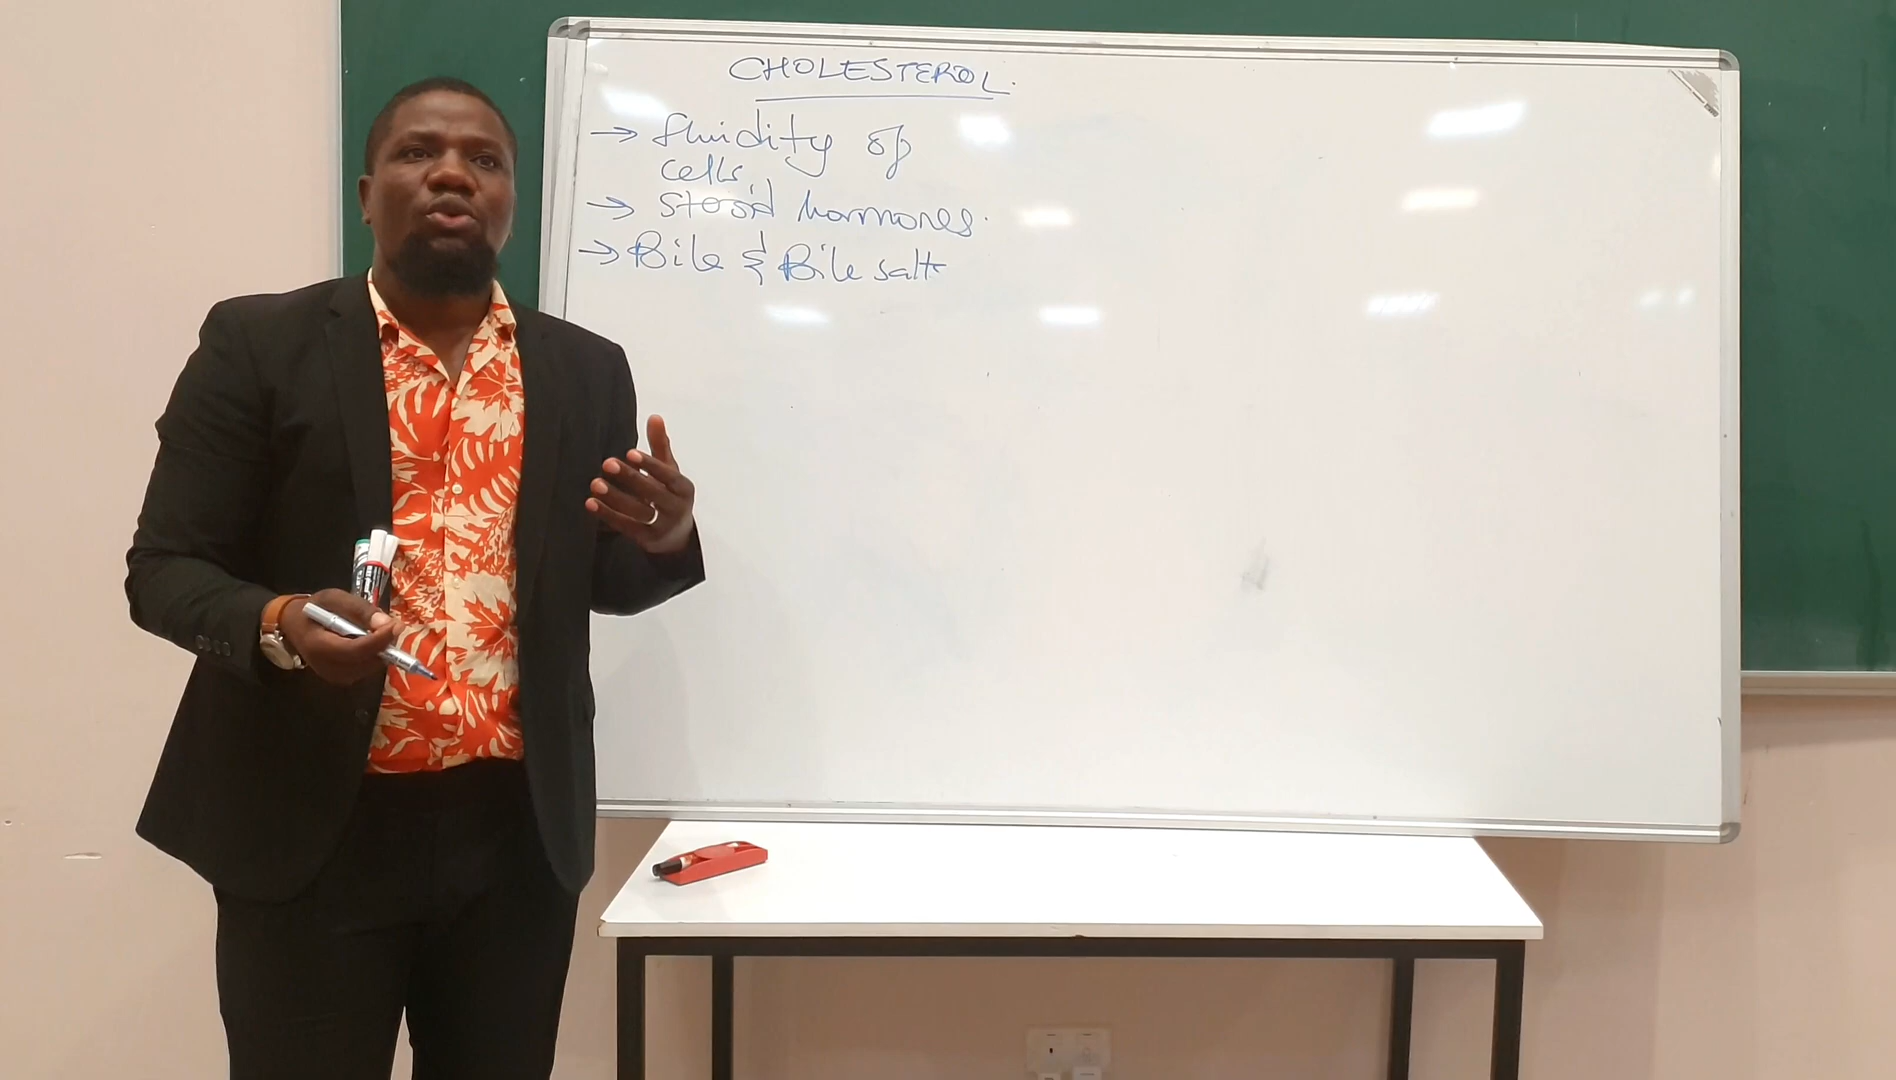 CHOLESTEROL.
→ fluidity of
cells,
→ steroid hormones.
→ Bile & Bile salt